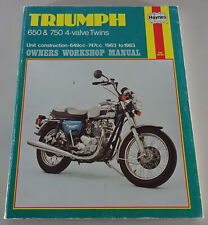 TRIUMPH
650 & 750 4-valve Twins
Haynes
Unit construction·649cc·747cc. 1963 to 1983
OWNERS WORKSHOP MANUAL